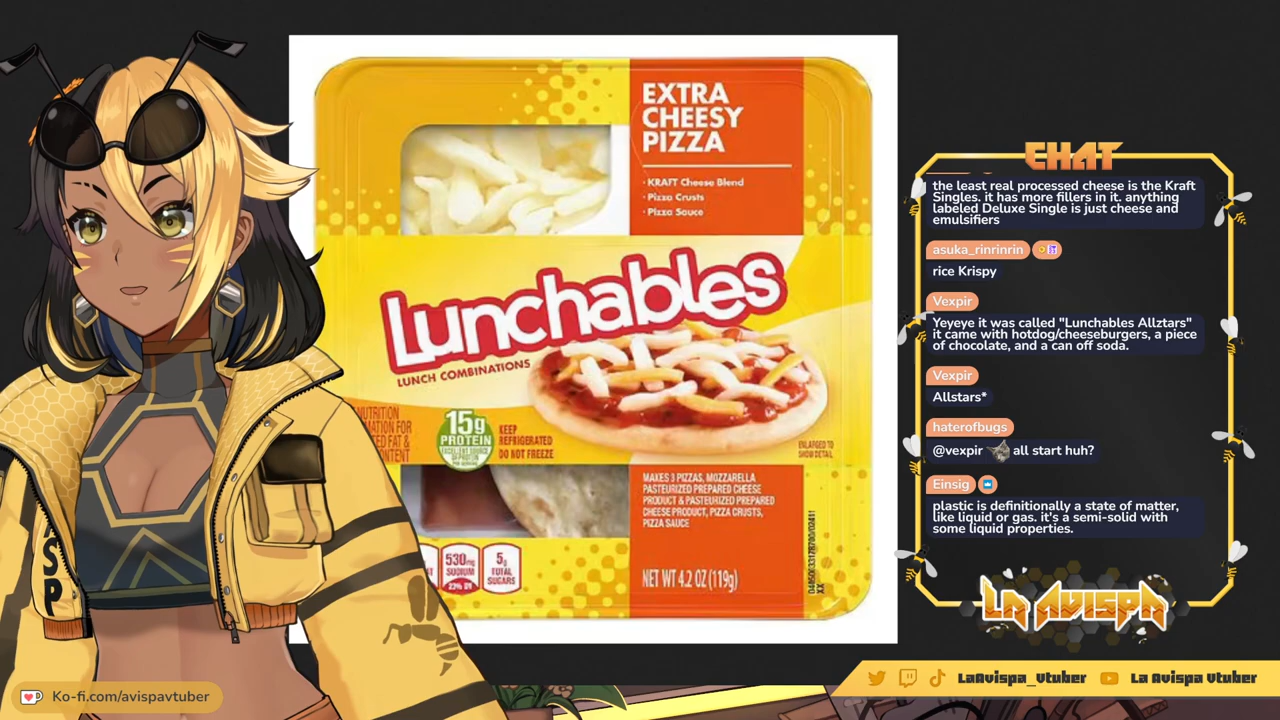 EXTRA
CHEESY
PIZZA
· KRAFT Cheese Blend
· Pizza Crusts
· Pizza Sauce
Lunchables
LUNCH COMBINATIONS
NUTRITION
FOR
FAT &
15g
PROTEIN
KEEP
REFRIGERATED
DO NOT FREEZE
ENLARGED TO
SHOW DETAIL
MAKES 3 PIZZAS, MOZZARELLA
PASTEURIZED PREPARED CHEESE
PRODUCT & PASTEURIZED PREPARED
CHEESE PRODUCT, PIZZA CRUSTS,
PIZZA SAUCE
530mg
SODIUM
23% DV
5g
TOTAL
SUGARS
NET WT 4.2 OZ (119g)
XX
ASP
Ko-fi.com/avispavtuber
CHAT
the least real processed cheese is the Kraft
Singles. it has more fillers in it. anything
labeled Deluxe Single is just cheese and
emulsifiers
asuka_rinrinrin
rice Krispy
Vexpir
Yeyeye it was called "Lunchables Allztars"
it came with hotdog/cheeseburgers, a piece
of chocolate, and a can off soda.
Vexpir
Allstars*
haterofbugs
@vexpir all start huh?
Einsig
plastic is definitionally a state of matter,
like liquid or gas. it's a semi-solid with
some liquid properties.
LA AVISPA
LaAvispa_Vtuber
La Avispa Vtuber